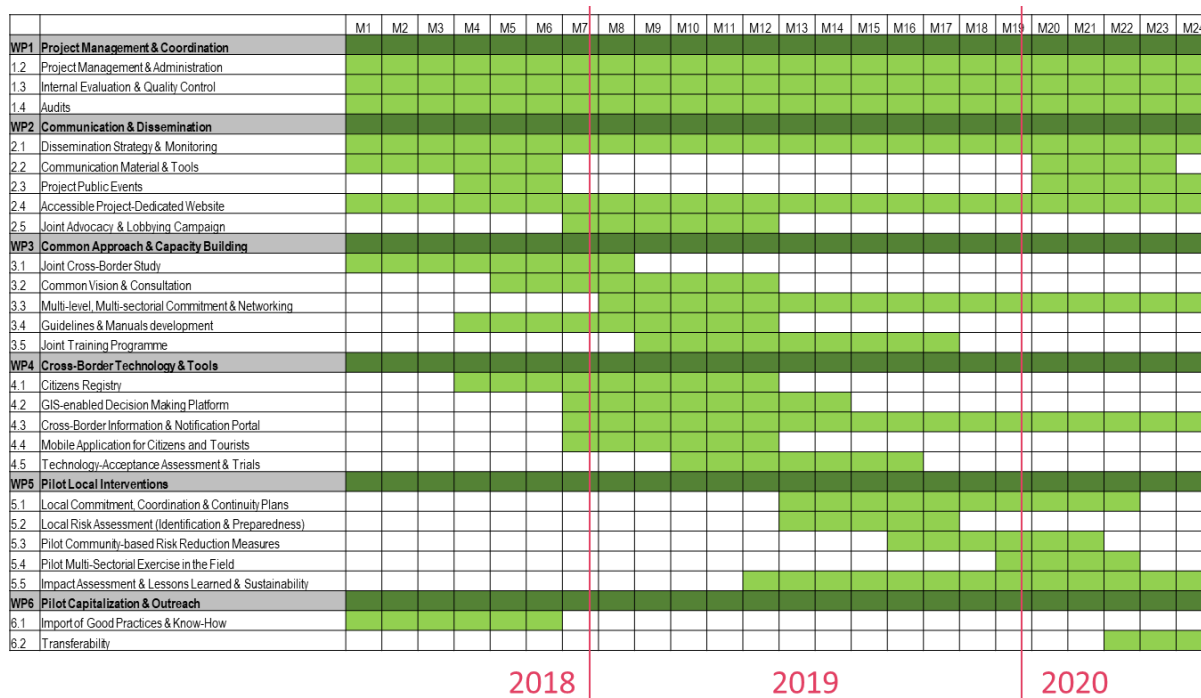 M1 M2 M3 M4 M5 M6 M7 M8 M9 M10 M11 M12 M13 M14 M15 M16 M17 M18 M19 M20 M21 M22 M23 M24
WP1 Project Management & Coordination
1.2 Project Management & Administration
1.3 Internal Evaluation & Quality Control
1.4 Audits
WP2 Communication & Dissemination
2.1 Dissemination Strategy & Monitoring
2.2 Communication Material & Tools
2.3 Project Public Events
2.4 Accessible Project-Dedicated Website
2.5 Joint Advocacy & Lobbying Campaign
WP3 Common Approach & Capacity Building
3.1 Joint Cross-Border Study
3.2 Common Vision & Consultation
3.3 Multi-level, Multi-sectorial Commitment & Networking
3.4 Guidelines & Manuals development
3.5 Joint Training Programme
WP4 Cross-Border Technology & Tools
4.1 Citizens Registry
4.2 GIS-enabled Decision Making Platform
4.3 Cross-Border Information & Notification Portal
4.4 Mobile Application for Citizens and Tourists
4.5 Technology-Acceptance Assessment & Trials
WP5 Pilot Local Interventions
5.1 Local Commitment, Coordination & Continuity Plans
5.2 Local Risk Assessment (Identification & Preparedness)
5.3 Pilot Community-based Risk Reduction Measures
5.4 Pilot Multi-Sectorial Exercise in the Field
5.5 Impact Assessment & Lessons Learned & Sustainability
WP6 Pilot Capitalization & Outreach
6.1 Import of Good Practices & Know-How
6.2 Transferability
2018 2019 2020